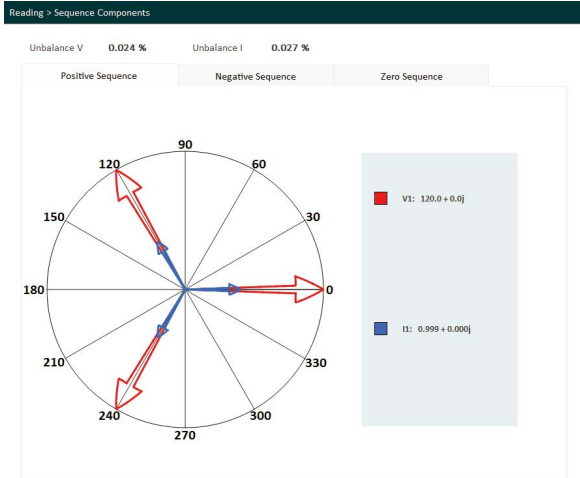 Reading > Sequence Components
Unbalance V 0.024 % Unbalance I 0.027 %
Positive Sequence Negative Sequence Zero Sequence
90
120 60
150 30
V1: 120.0 + 0.0j
180 0
I1: 0.999 + 0.000j
210 330
240 300
270